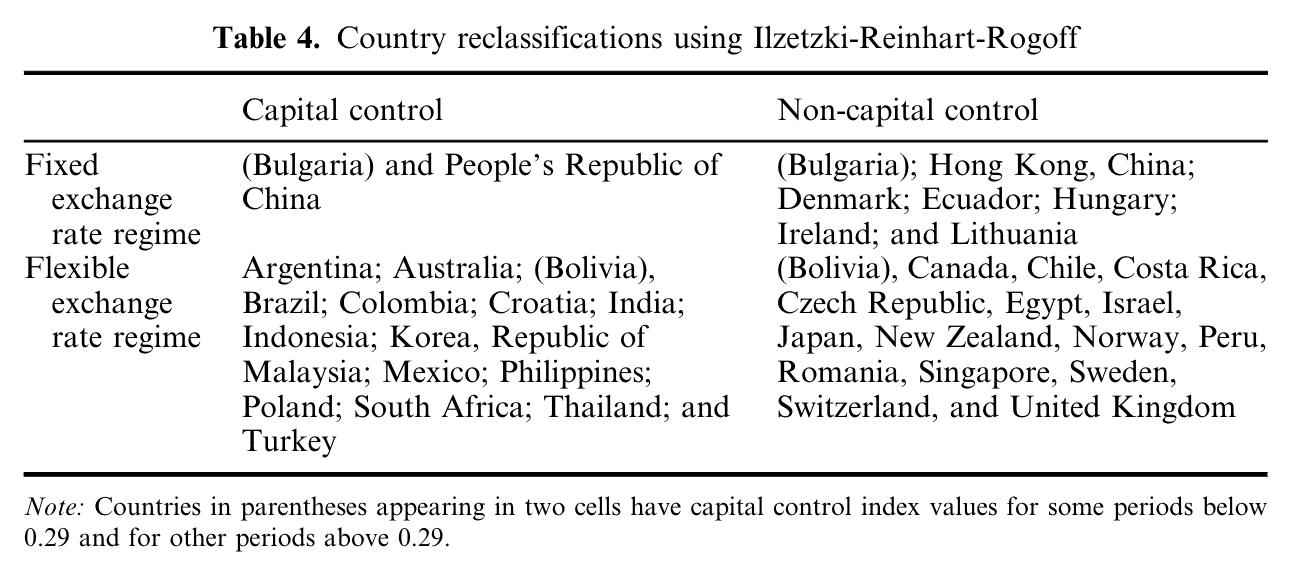 Table 4. Country reclassifications using Ilzetzki-Reinhart-Rogoff
Capital control
Non-capital control
Fixed
exchange
rate regime
(Bulgaria) and People's Republic of
China
(Bulgaria); Hong Kong, China;
Denmark; Ecuador; Hungary;
Ireland; and Lithuania
Flexible
exchange
rate regime
Argentina; Australia; (Bolivia),
Brazil; Colombia; Croatia; India;
Indonesia; Korea, Republic of
Malaysia; Mexico; Philippines;
Poland; South Africa; Thailand; and
Turkey
(Bolivia), Canada, Chile, Costa Rica,
Czech Republic, Egypt, Israel,
Japan, New Zealand, Norway, Peru,
Romania, Singapore, Sweden,
Switzerland, and United Kingdom
Note: Countries in parentheses appearing in two cells have capital control index values for some periods below
0.29 and for other periods above 0.29.